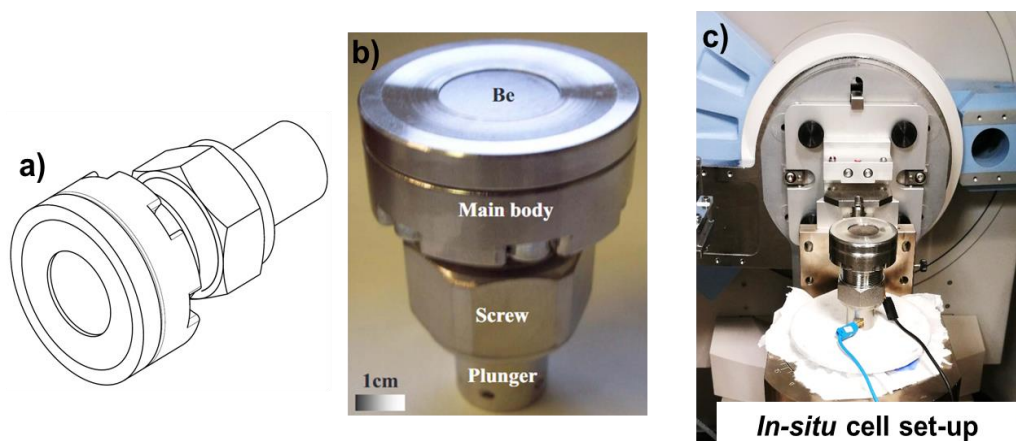 a)
b)
Be
Main body
Screw
Plunger
1cm
c)
In-situ cell set-up